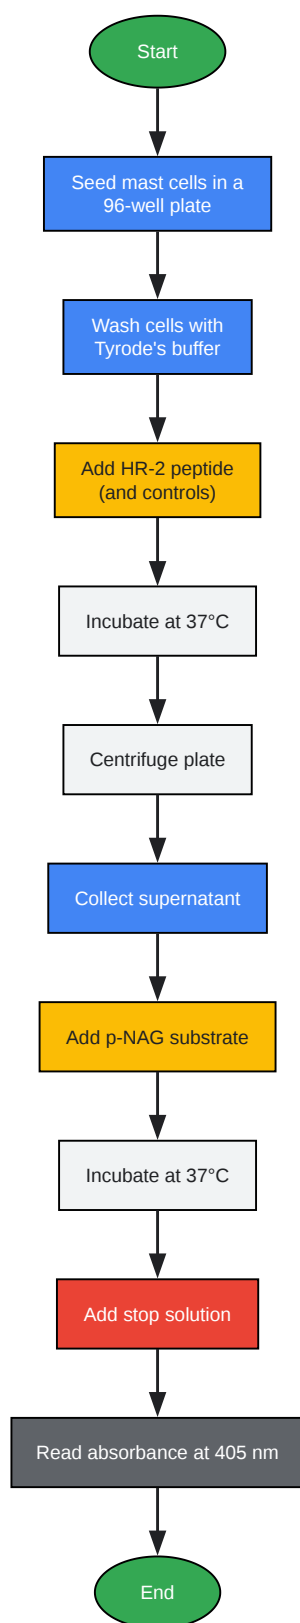 Start
Seed mast cells in a
96-well plate
Wash cells with
Tyrode's buffer
Add HR-2 peptide
(and controls)
Incubate at 37°C
Centrifuge plate
Collect supernatant
Add p-NAG substrate
Incubate at 37°C
Add stop solution
Read absorbance at 405 nm
End